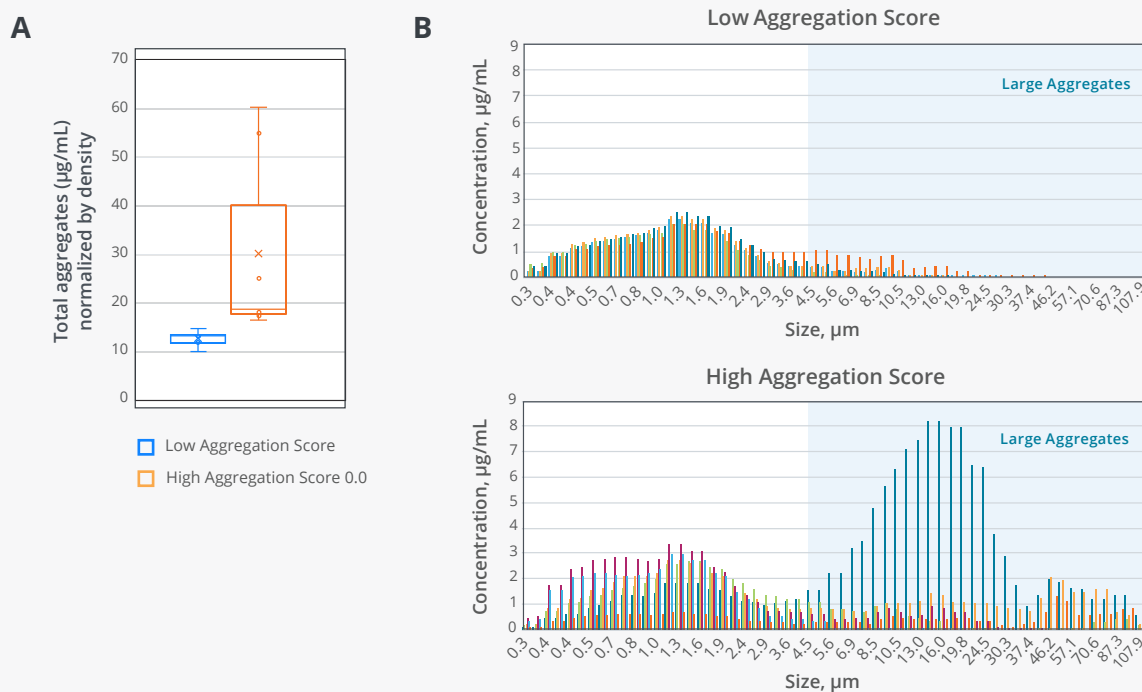 A
Total aggregates (µg/mL)
normalized by density
70
60
50
40
30
20
10
0
Low Aggregation Score
High Aggregation Score 0.0
B
Low Aggregation Score
Concentration, µg/mL
9
8
7
6
5
4
3
2
1
0
Large Aggregates
0.3 0.4 0.4 0.5 0.7 0.8 1.0 1.3 1.6 1.9 2.4 2.9 3.6 4.5 5.6 6.9 8.5 10.5 13.0 16.0 19.8 24.5 30.3 37.4 46.2 57.1 70.6 87.3 107.9
Size, µm
High Aggregation Score
Concentration, µg/mL
9
8
7
6
5
4
3
2
1
0
Large Aggregates
0.3 0.4 0.4 0.5 0.7 0.8 1.0 1.3 1.6 1.9 2.4 2.9 3.6 4.5 5.6 6.9 8.5 10.5 13.0 16.0 19.8 24.5 30.3 37.4 46.2 57.1 70.6 87.3 107.9
Size, µm